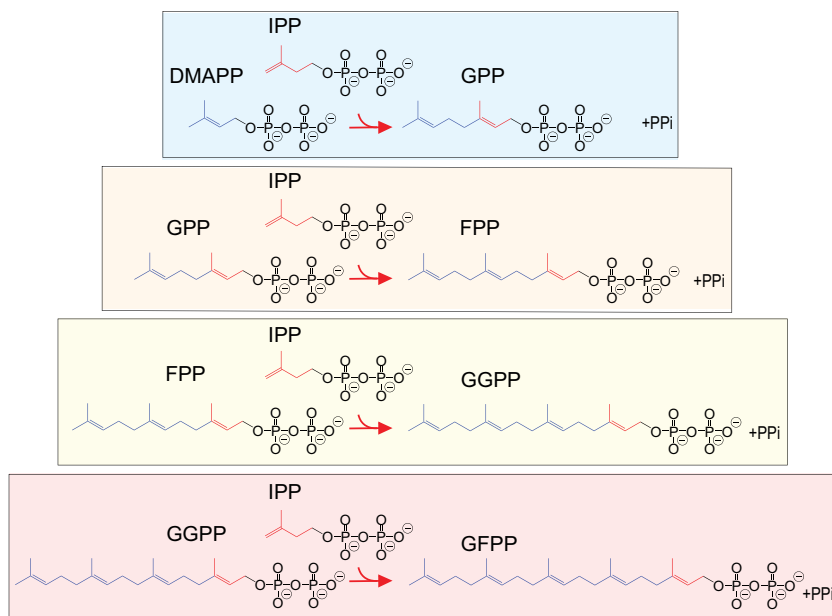 IPP
DMAPP
GPP
O O
O-P-O-P-O⊖
O⊖ O⊖
O O
O-P-O-P-O⊖
O⊖ O⊖
O O
O-P-O-P-O⊖
O⊖ O⊖
+PPi
IPP
GPP
FPP
O O
O-P-O-P-O⊖
O⊖ O⊖
O O
O-P-O-P-O⊖
O⊖ O⊖
O O
O-P-O-P-O⊖
O⊖ O⊖
+PPi
IPP
FPP
GGPP
O O
O-P-O-P-O⊖
O⊖ O⊖
O O
O-P-O-P-O⊖
O⊖ O⊖
O O
O-P-O-P-O⊖
O⊖ O⊖
+PPi
IPP
GGPP
GFPP
O O
O-P-O-P-O⊖
O⊖ O⊖
O O
O-P-O-P-O⊖
O⊖ O⊖
O O
O-P-O-P-O⊖
O⊖ O⊖
+PPi